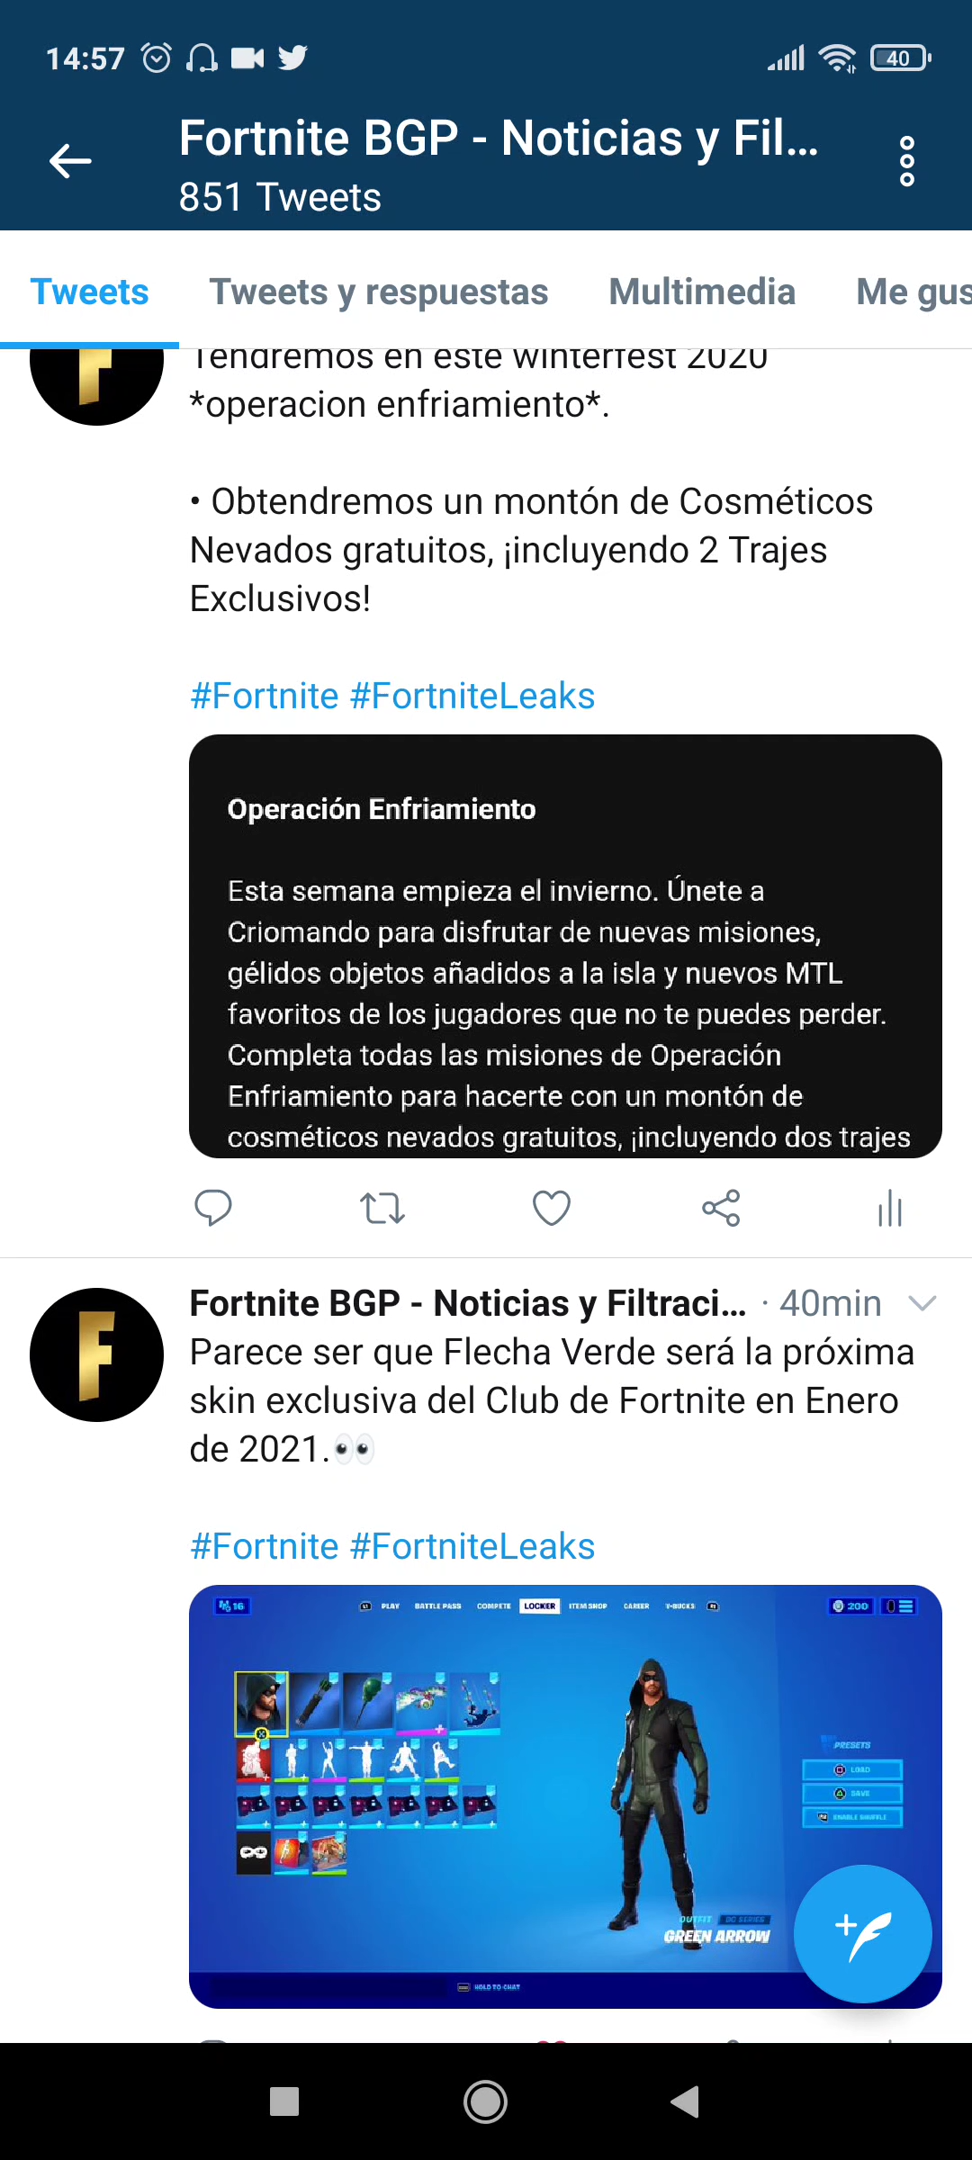 14:57
40
Fortnite BGP - Noticias y Fil...
851 Tweets
Tweets
Tweets y respuestas
Multimedia
Me gus
Tendremos en este winterfest 2020
*operacion enfriamiento*.
• Obtendremos un montón de Cosméticos
Nevados gratuitos, ¡incluyendo 2 Trajes
Exclusivos!
#Fortnite #FortniteLeaks
Operación Enfriamiento
Esta semana empieza el invierno. Únete a
Criomando para disfrutar de nuevas misiones,
gélidos objetos añadidos a la isla y nuevos MTL
favoritos de los jugadores que no te puedes perder.
Completa todas las misiones de Operación
Enfriamiento para hacerte con un montón de
cosméticos nevados gratuitos, ¡incluyendo dos trajes
Fortnite BGP - Noticias y Filtraci... · 40min
Parece ser que Flecha Verde será la próxima
skin exclusiva del Club de Fortnite en Enero
de 2021.👀
#Fortnite #FortniteLeaks
16
PLAY BATTLE PASS COMPETE LOCKER ITEM SHOP CAREER V-BUCKS
200
PRESETS
LOAD
SAVE
ENABLE SHUFFLE
OUTFIT DC SERIES
GREEN ARROW
HOLD TO CHAT